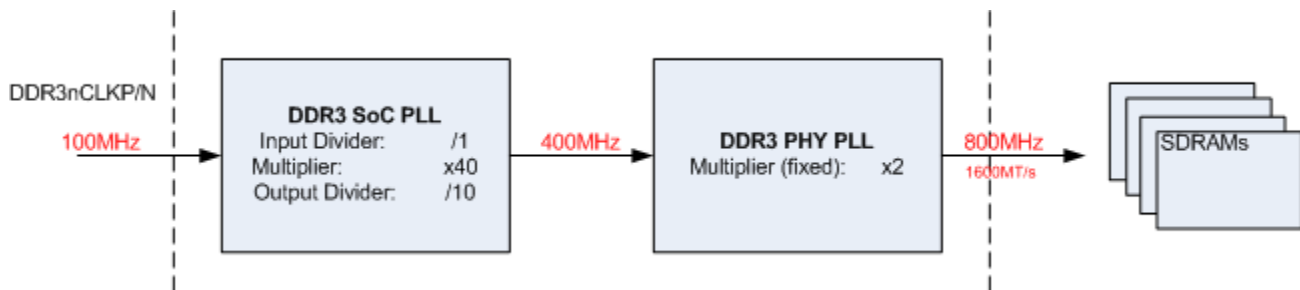 DDR3nCLKP/N
100MHz
DDR3 SoC PLL
Input Divider: /1
Multiplier: x40
Output Divider: /10
400MHz
DDR3 PHY PLL
Multiplier (fixed): x2
800MHz
1600MT/s
SDRAMs